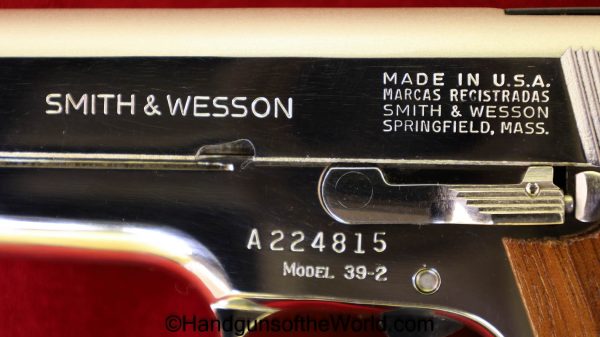 SMITH & WESSON
MADE IN U.S.A.
MARCAS REGISTRADAS
SMITH & WESSON
SPRINGFIELD, MASS.
A224815
MODEL 39-2
©HandgunsoftheWorld.com